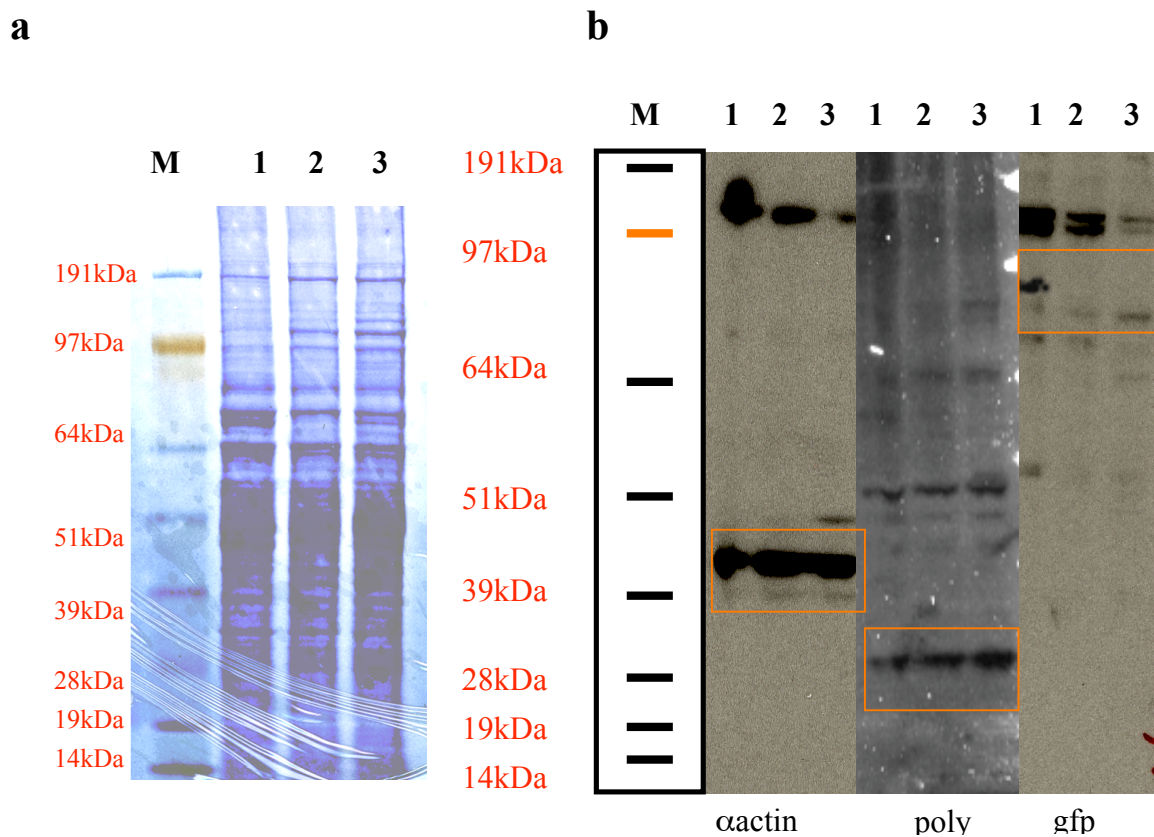 a
M 1 2 3
191kDa
97kDa
64kDa
51kDa
39kDa
28kDa
19kDa
14kDa
b
M 1 2 3 1 2 3 1 2 3
191kDa
97kDa
64kDa
51kDa
39kDa
28kDa
19kDa
14kDa
αactin poly gfp